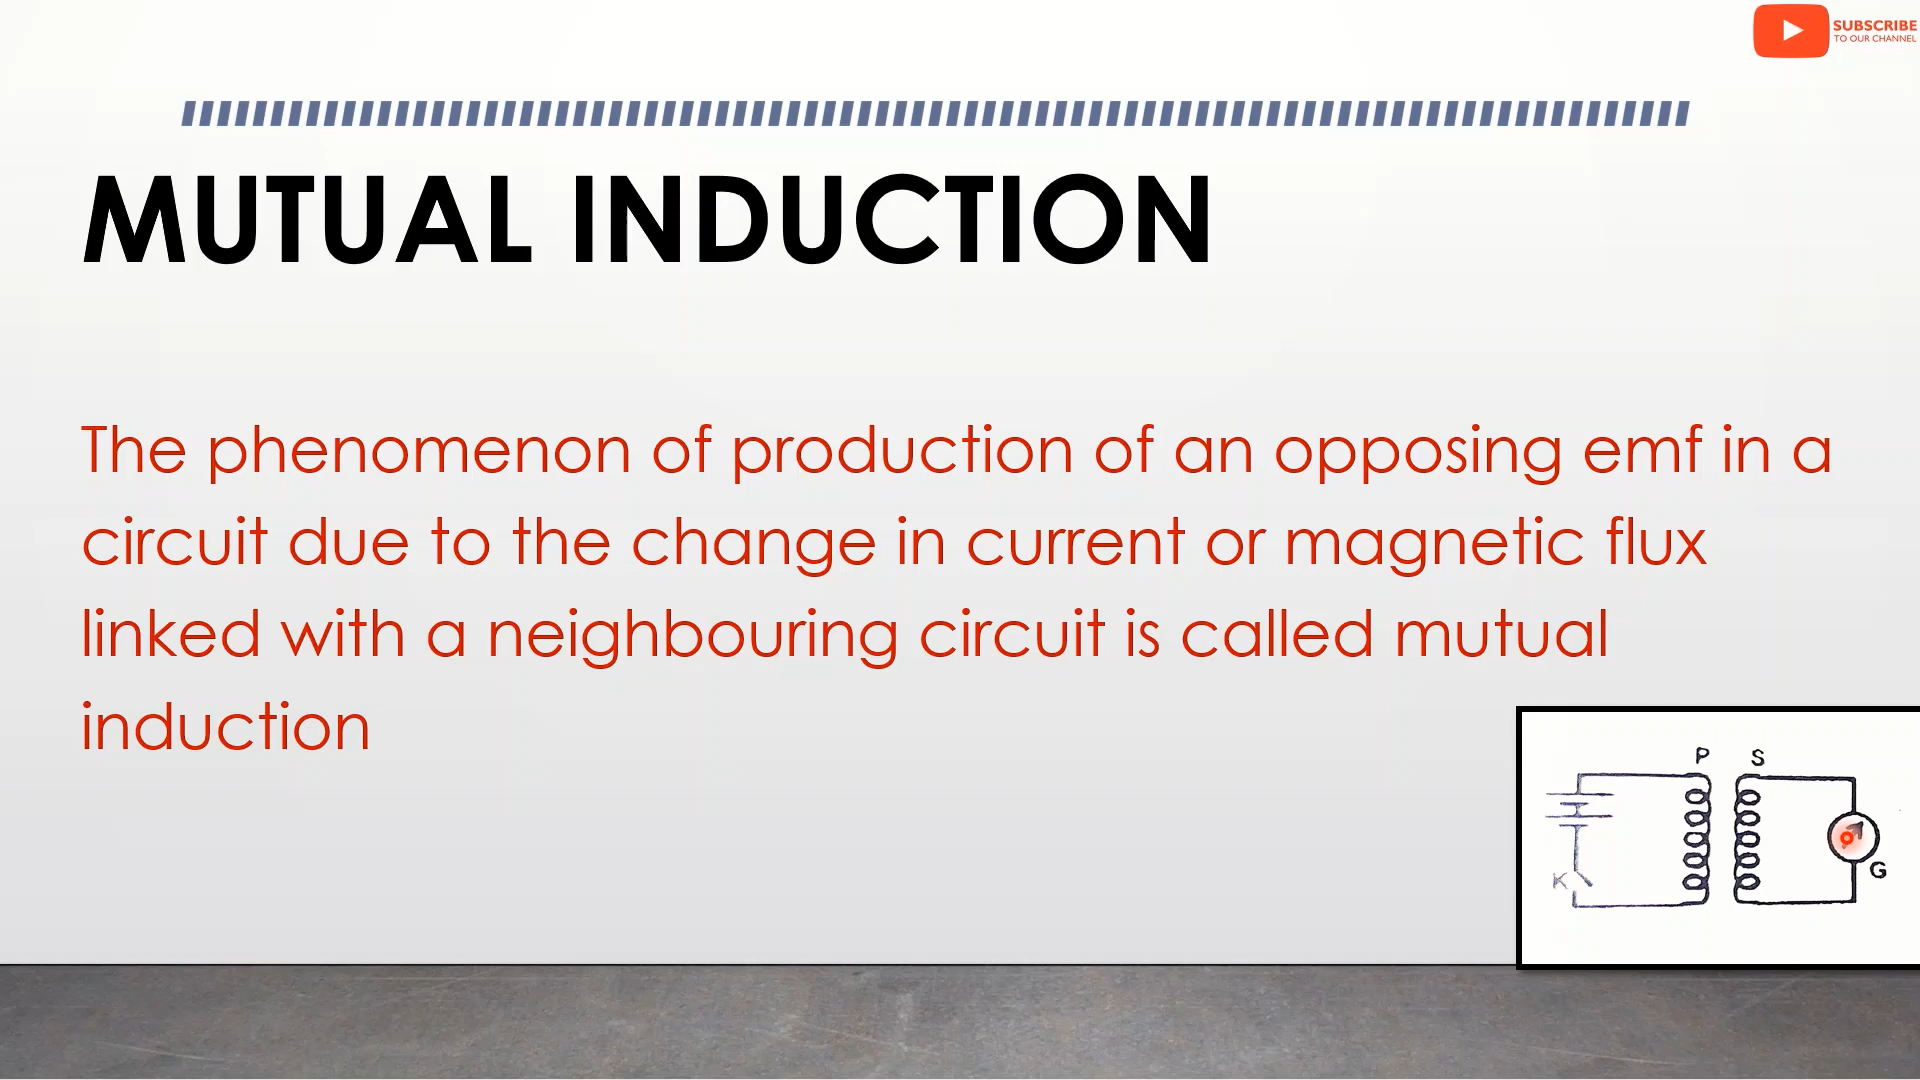 SUBSCRIBE
TO OUR CHANNEL
MUTUAL INDUCTION
The phenomenon of production of an opposing emf in a
circuit due to the change in current or magnetic flux
linked with a neighbouring circuit is called mutual
induction
P S
K
G